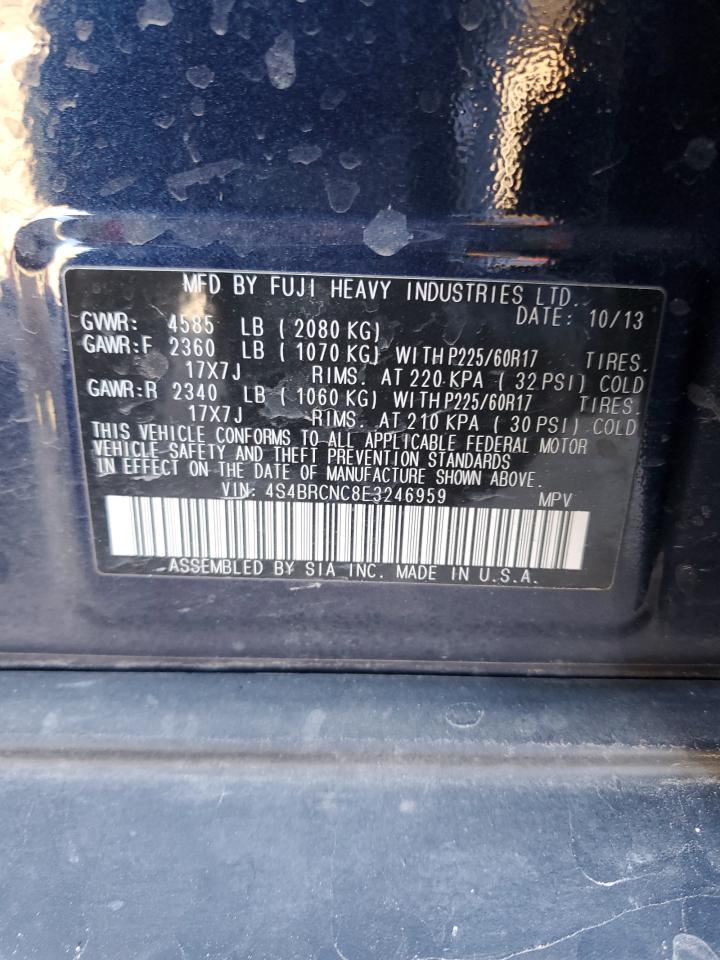 MFD BY FUJI HEAVY INDUSTRIES LTD.
DATE: 10/13
GVWR: 4585 LB ( 2080 KG)
GAWR:F 2360 LB ( 1070 KG) WITH P225/60R17 TIRES.
17X7J RIMS. AT 220 KPA ( 32 PSI) COLD
GAWR:R 2340 LB ( 1060 KG) WITH P225/60R17 TIRES.
17X7J RIMS. AT 210 KPA ( 30 PSI) COLD
THIS VEHICLE CONFORMS TO ALL APPLICABLE FEDERAL MOTOR
VEHICLE SAFETY AND THEFT PREVENTION STANDARDS
IN EFFECT ON THE DATE OF MANUFACTURE SHOWN ABOVE.
VIN: 4S4BRCNC8E3246959 MPV
ASSEMBLED BY SIA INC. MADE IN U.S.A.